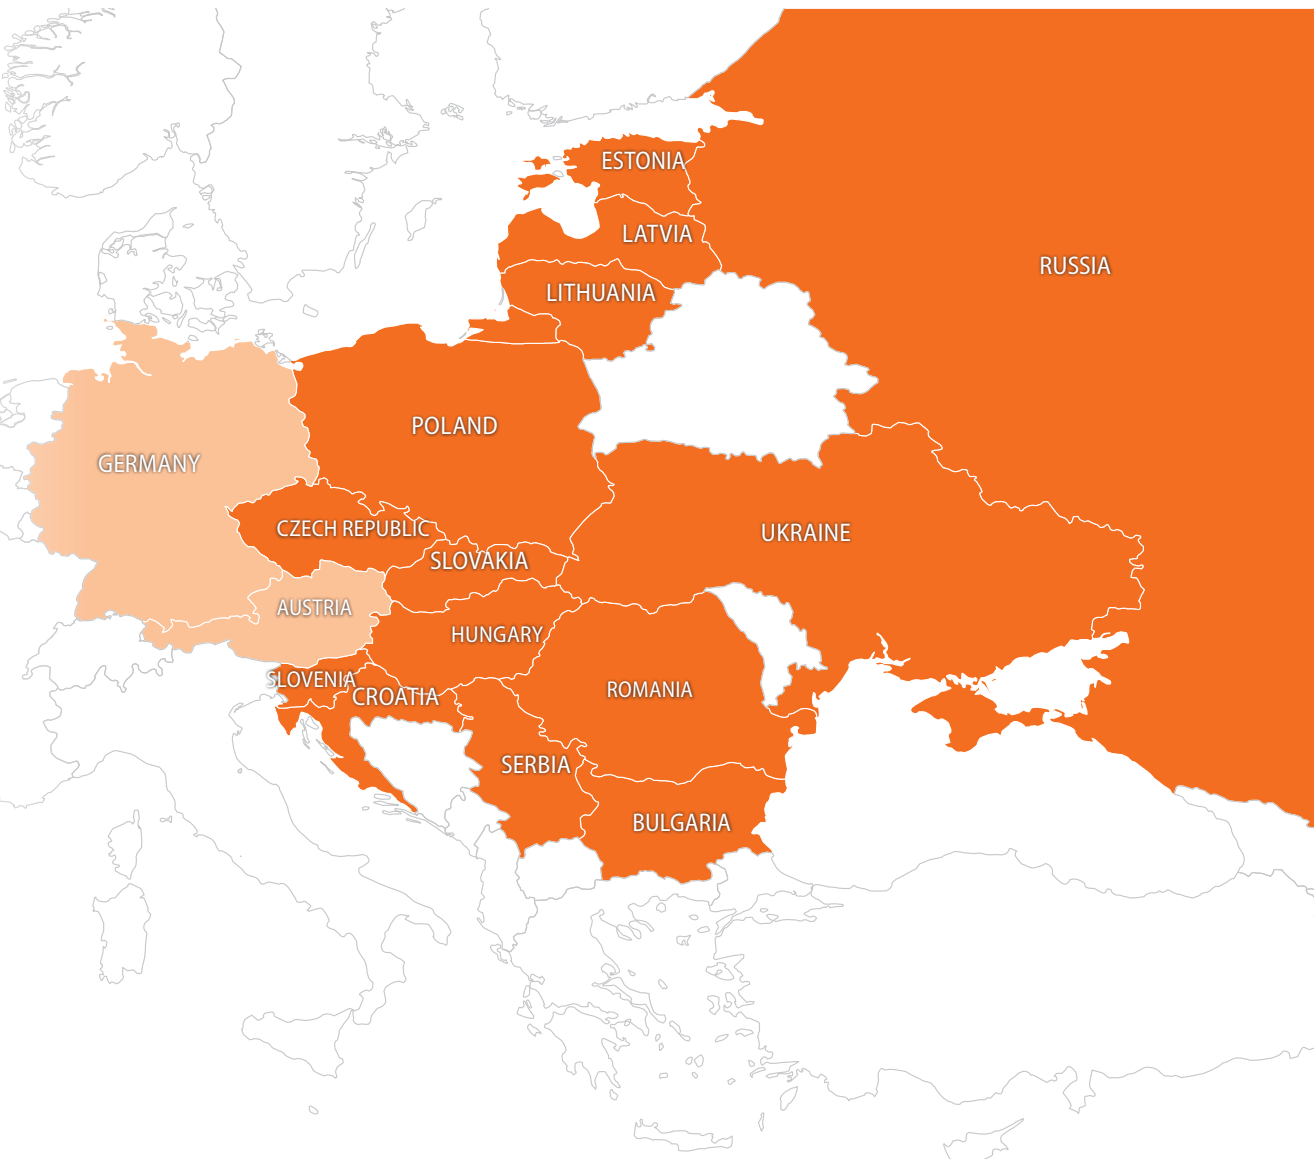 ESTONIA
LATVIA
RUSSIA
LITHUANIA
POLAND
GERMANY
CZECH REPUBLIC
UKRAINE
SLOVAKIA
AUSTRIA
HUNGARY
SLOVENIA
CROATIA
ROMANIA
SERBIA
BULGARIA